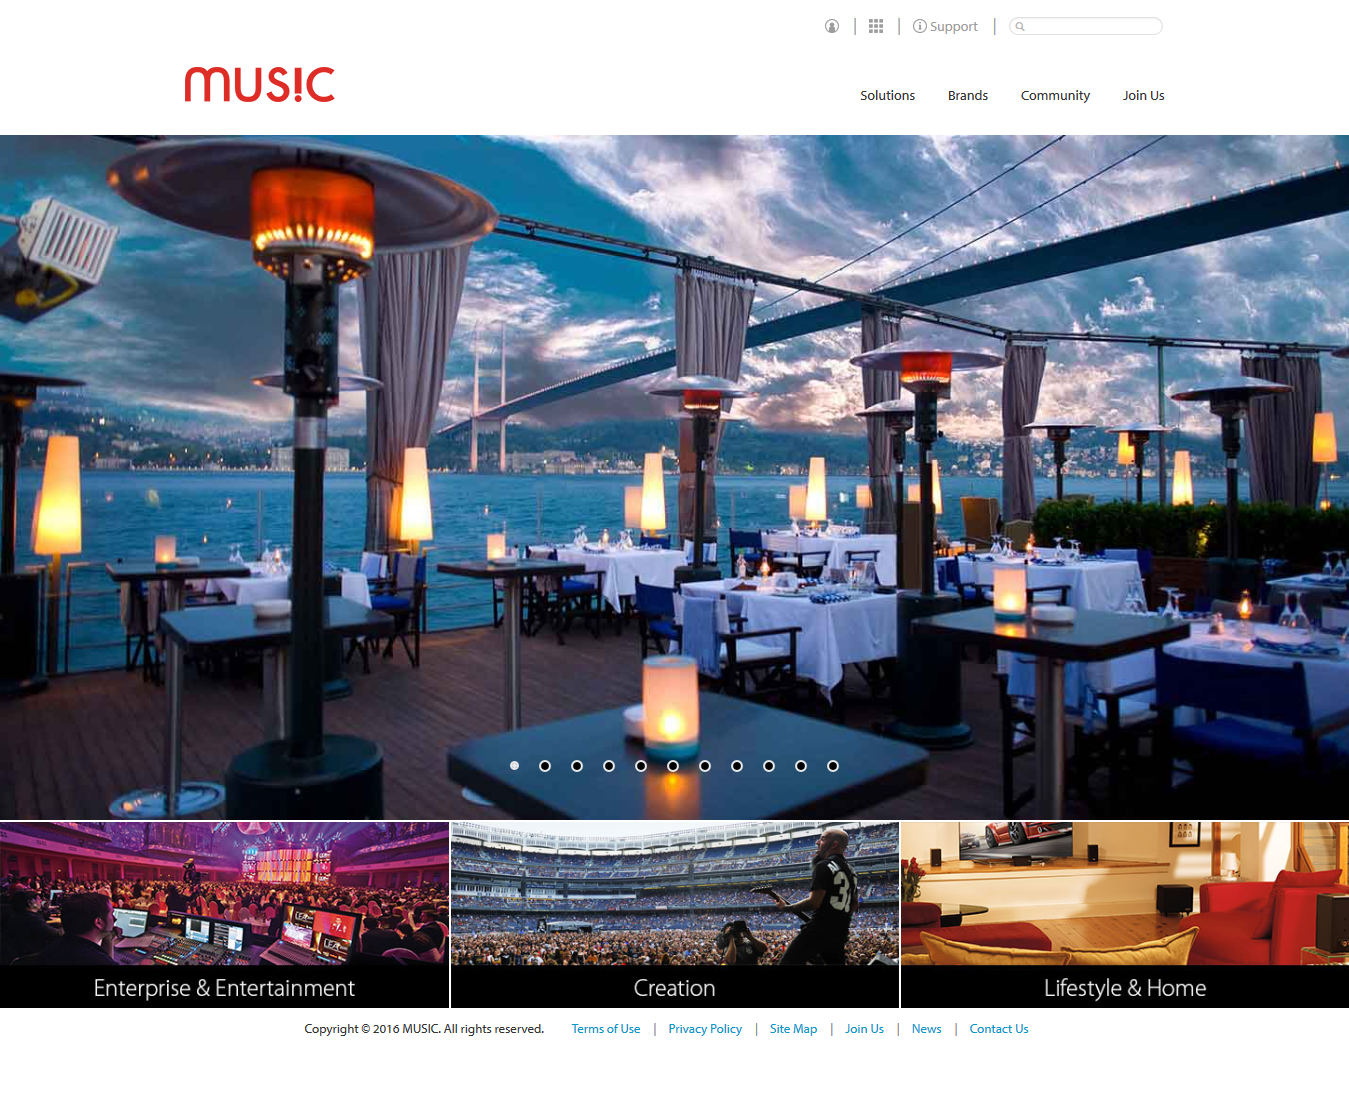 Support
MUS!C
Solutions Brands Community Join Us
Enterprise & Entertainment
Creation
Lifestyle & Home
Copyright © 2016 MUSIC. All rights reserved. Terms of Use | Privacy Policy | Site Map | Join Us | News | Contact Us